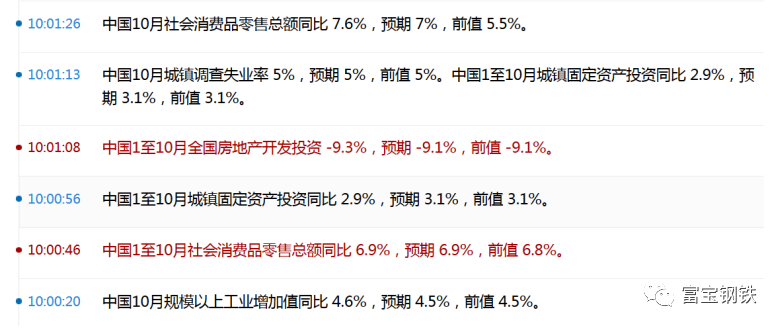 10:01:26 中国10月社会消费品零售总额同比 7.6%，预期 7%，前值 5.5%。
10:01:13 中国10月城镇调查失业率 5%，预期 5%，前值 5%。中国1至10月城镇固定资产投资同比 2.9%，预
期 3.1%，前值 3.1%。
10:01:08 中国1至10月全国房地产开发投资 -9.3%，预期 -9.1%，前值 -9.1%。
10:00:56 中国1至10月城镇固定资产投资同比 2.9%，预期 3.1%，前值 3.1%。
10:00:46 中国1至10月社会消费品零售总额同比 6.9%，预期 6.9%，前值 6.8%。
10:00:20 中国10月规模以上工业增加值同比 4.6%，预期 4.5%，前值 4.5%。
富宝钢铁